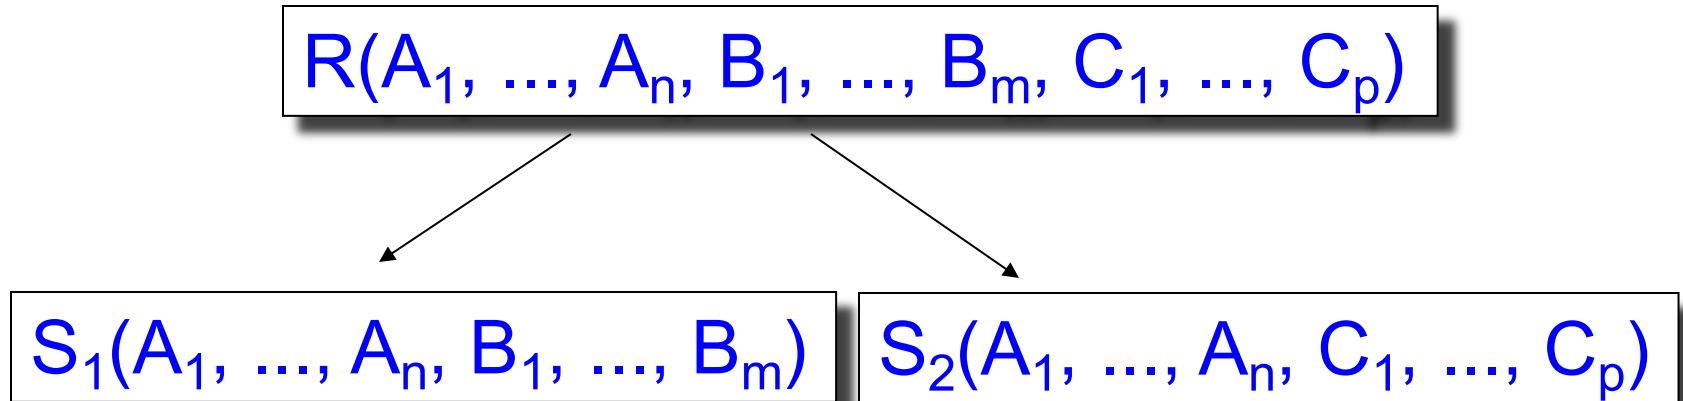 R(A₁, ..., Aₙ, B₁, ..., Bₘ, C₁, ..., Cₚ)
S₁(A₁, ..., Aₙ, B₁, ..., Bₘ)
S₂(A₁, ..., Aₙ, C₁, ..., Cₚ)